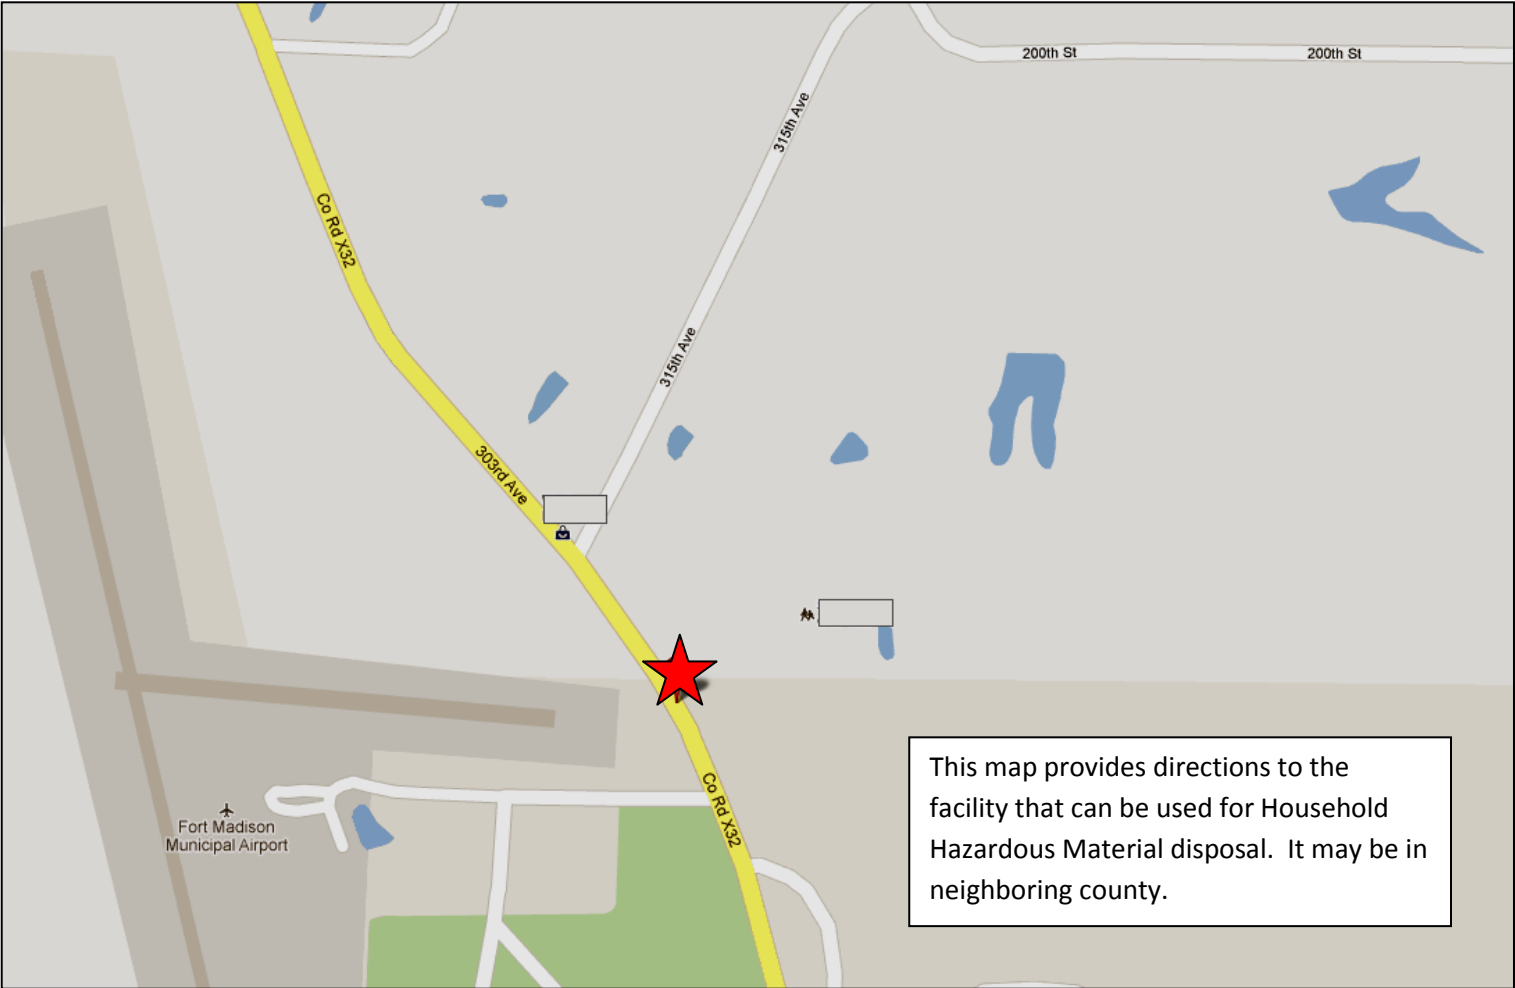 200th St
200th St
315th Ave
Co Rd X32
315th Ave
303rd Ave
Co Rd X32
Fort Madison
Municipal Airport
This map provides directions to the
facility that can be used for Household
Hazardous Material disposal.  It may be in
neighboring county.